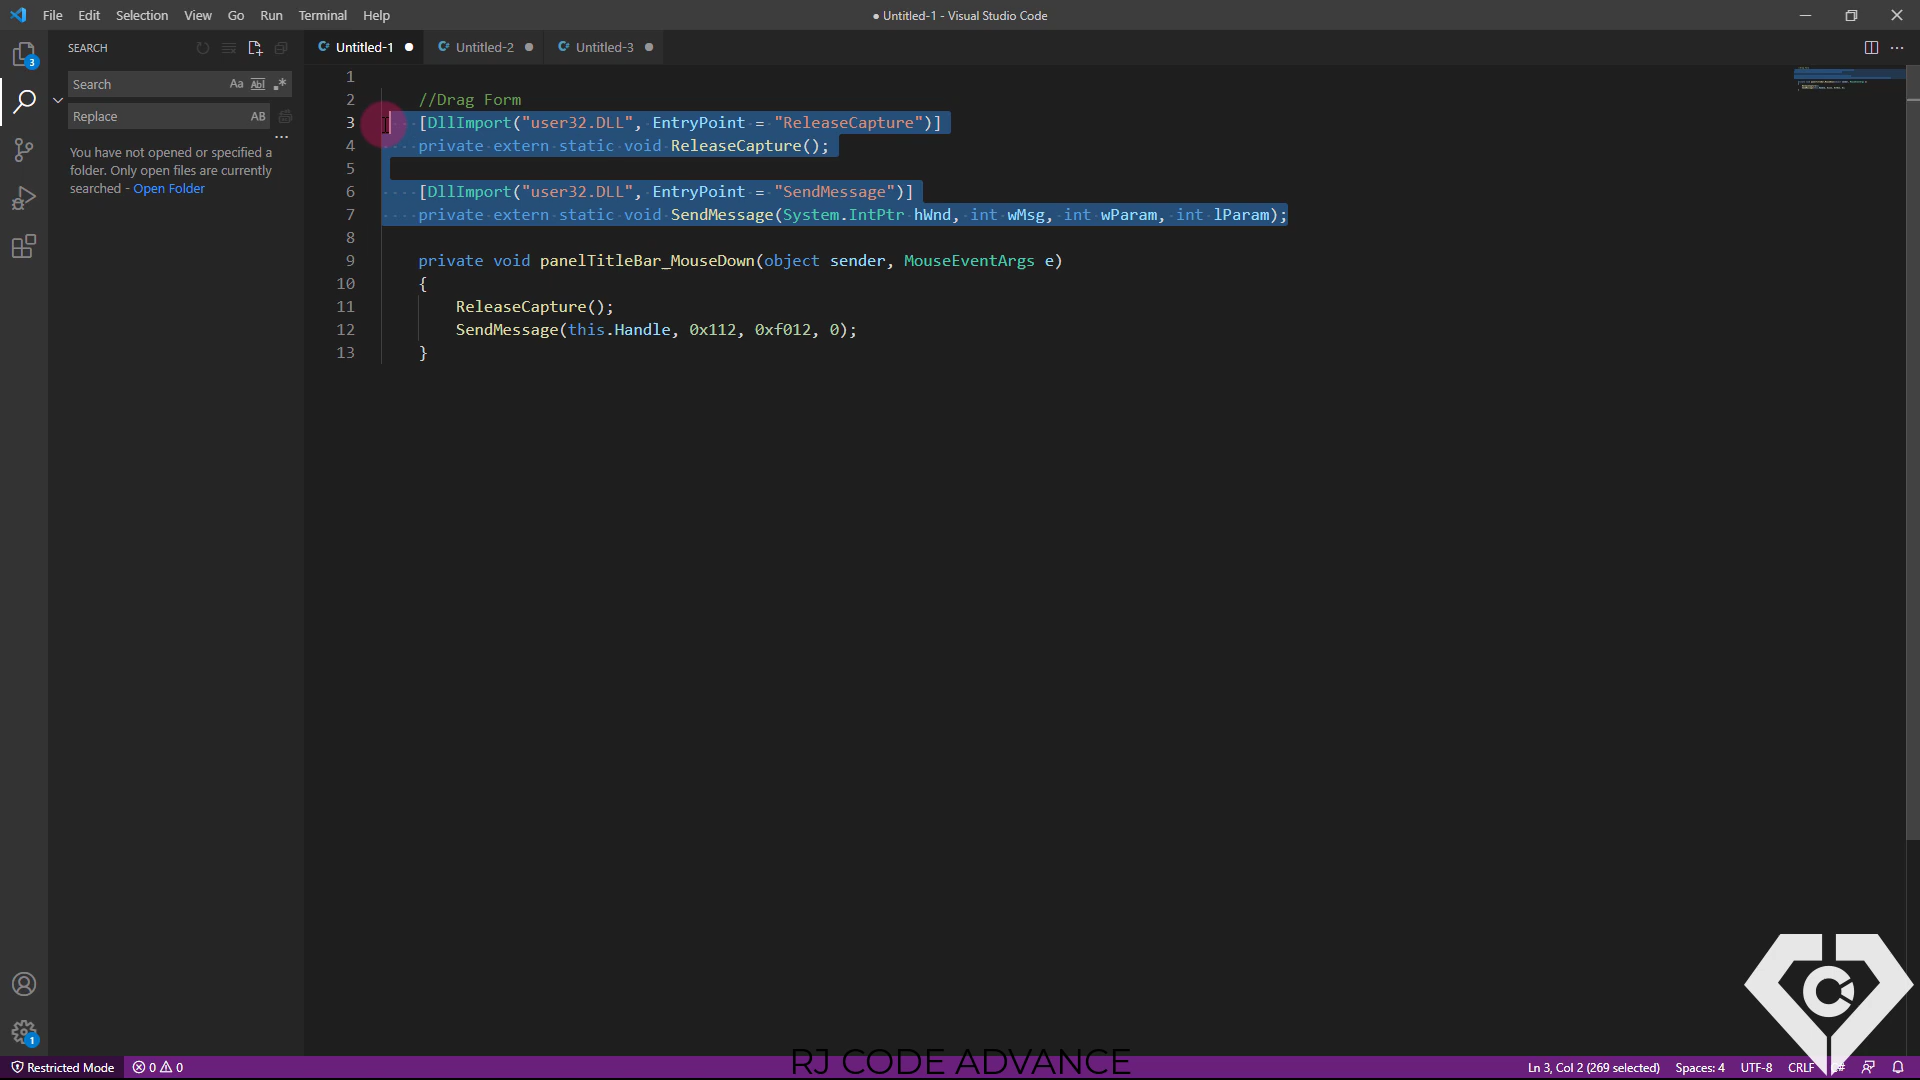 File Edit Selection View Go Run Terminal Help
● Untitled-1 - Visual Studio Code
SEARCH
Untitled-1
Untitled-2
Untitled-3
Search
Aa Abl .*
Replace
AB
You have not opened or specified a
folder. Only open files are currently
searched - Open Folder
3
1
1
2 //Drag Form
3 [DllImport("user32.DLL", EntryPoint = "ReleaseCapture")]
4 private extern static void ReleaseCapture();
5
6 [DllImport("user32.DLL", EntryPoint = "SendMessage")]
7 private extern static void SendMessage(System.IntPtr hWnd, int wMsg, int wParam, int lParam);
8
9 private void panelTitleBar_MouseDown(object sender, MouseEventArgs e)
10 {
11 ReleaseCapture();
12 SendMessage(this.Handle, 0x112, 0xf012, 0);
13 }
Restricted Mode
0 0
RJ CODE ADVANCE
Ln 3, Col 2 (269 selected)
Spaces: 4
UTF-8
CRLF